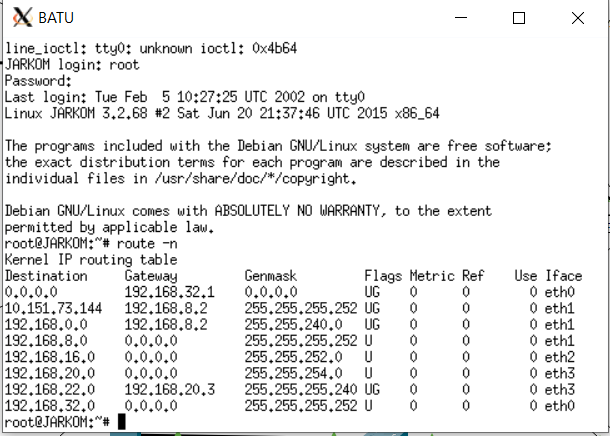 BATU
line_ioctl: tty0: unknown ioctl: 0x4b64
JARKOM login: root
Password:
Last login: Tue Feb  5 10:27:25 UTC 2002 on tty0
Linux JARKOM 3.2.68 #2 Sat Jun 20 21:37:46 UTC 2015 x86_64

The programs included with the Debian GNU/Linux system are free software;
the exact distribution terms for each program are described in the
individual files in /usr/share/doc/*/copyright.

Debian GNU/Linux comes with ABSOLUTELY NO WARRANTY, to the extent
permitted by applicable law.
root@JARKOM:~# route -n
Kernel IP routing table
Destination     Gateway         Genmask         Flags Metric Ref    Use Iface
0.0.0.0         192.168.32.1    0.0.0.0         UG    0      0        0 eth0
10.151.73.144   192.168.8.2     255.255.255.252 UG    0      0        0 eth1
192.168.0.0     192.168.8.2     255.255.240.0   UG    0      0        0 eth1
192.168.8.0     0.0.0.0         255.255.255.252 U     0      0        0 eth1
192.168.16.0    0.0.0.0         255.255.252.0   U     0      0        0 eth2
192.168.20.0    0.0.0.0         255.255.254.0   U     0      0        0 eth3
192.168.22.0    192.168.20.3    255.255.255.240 UG    0      0        0 eth3
192.168.32.0    0.0.0.0         255.255.255.252 U     0      0        0 eth0
root@JARKOM:~#